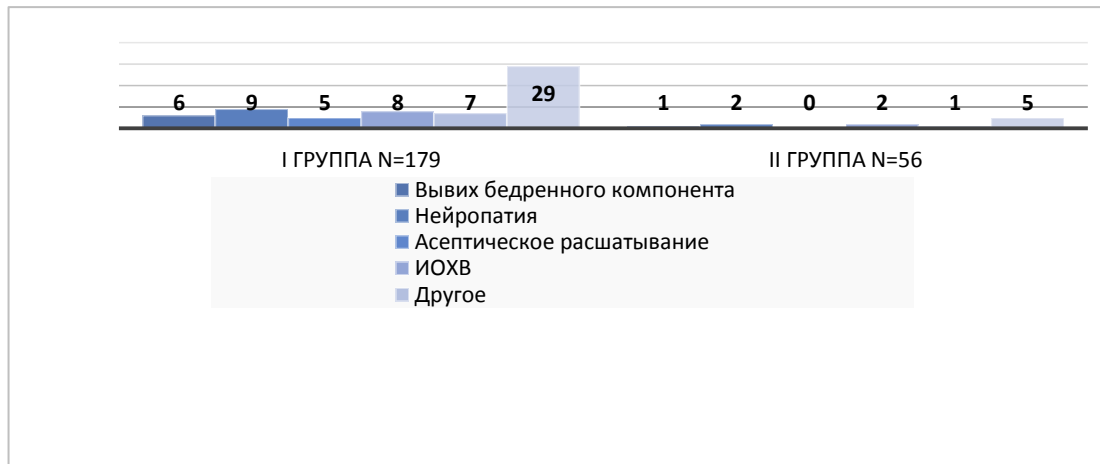 6 9 5 8 7 29 1 2 0 2 1 5
I ГРУППА N=179 II ГРУППА N=56
Вывих бедренного компонента
Нейропатия
Асептическое расшатывание
ИОХВ
Другое